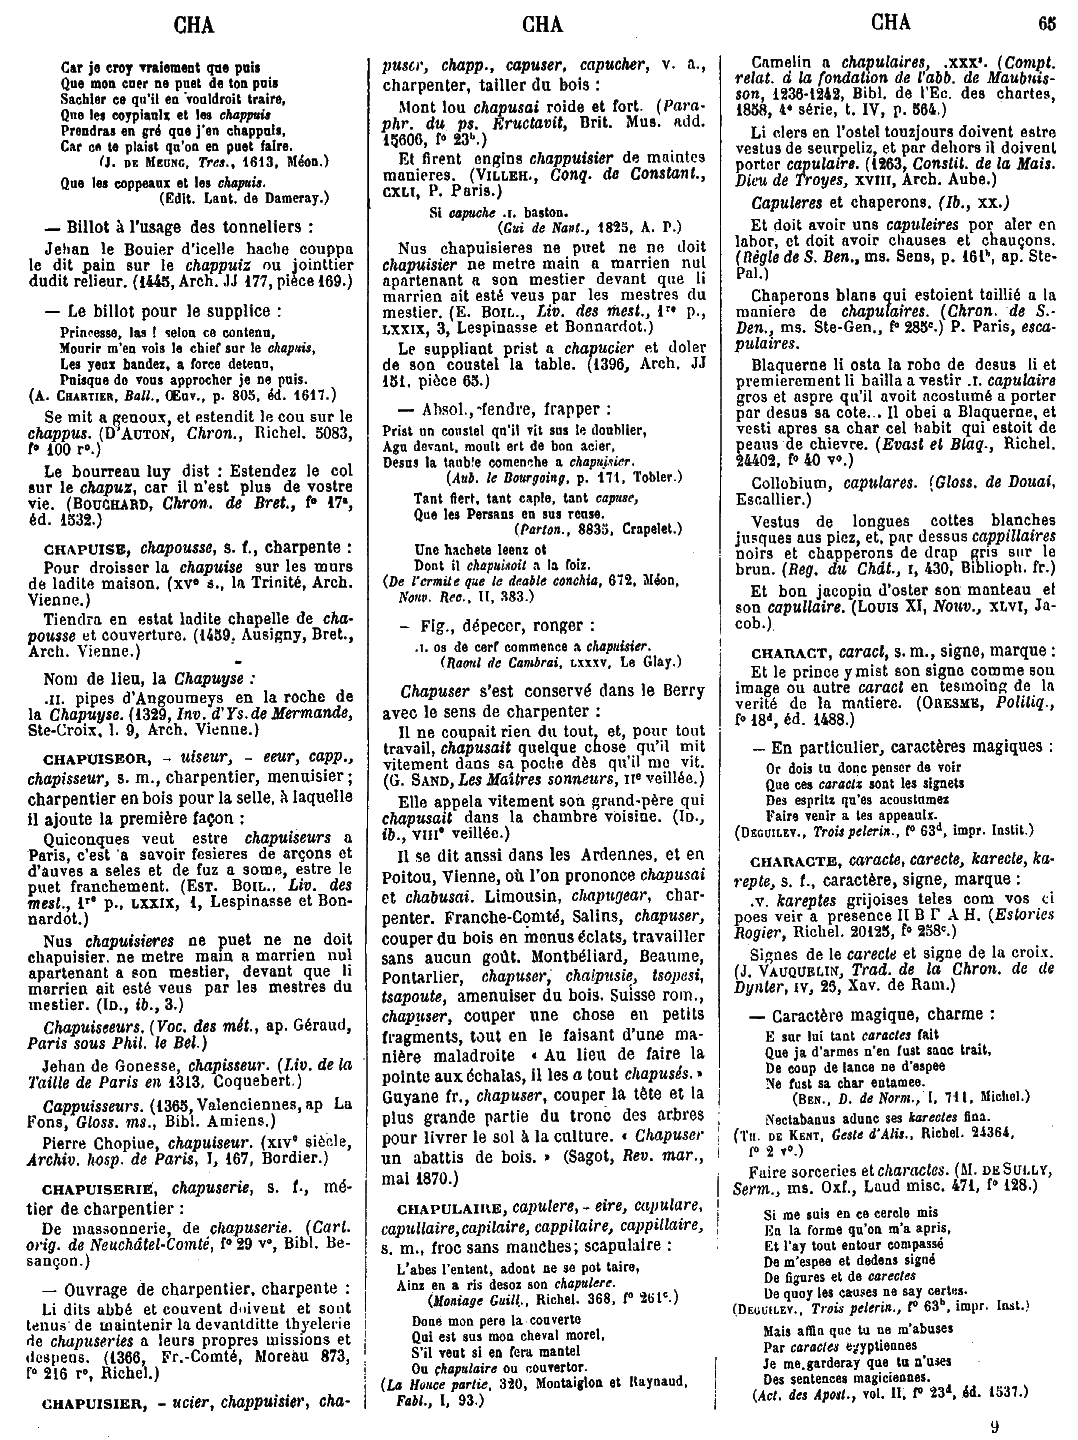 CHA
CHA
CHA
65
Car je croy vraiement que puis
Que mon cuer ne puet de ton puis
Sachier ce qu'il en vouldroit traire,
Que les coypiaulx et les chappuis
Prendras en gré que j'en chappuis,
Car ce te plaist qu'on en puet faire.
(J. DE MEUNG, Tres., 1613, Méon.)
Que les coppeaux et les chapuis.
(Edit. Lant. de Dameray.)
— Billot à l'usage des tonneliers :
Jehan le Bouier d'icelle hache couppa
le dit pain sur le chappuiz ou jointtier
dudit relieur. (1445, Arch. JJ 177, pièce 169.)
— Le billot pour le supplice :
Princesse, las ! selon ce contenu,
Mourir m'en vois le chief sur le chapuis,
Les yeux bandez, a force detenu,
Puisque de vous approcher je ne puis.
(A. CHARTIER, Ball., Œuv., p. 805, éd. 1617.)
Se mit a genoux, et estendit le cou sur le
chappus. (D'AUTON, Chron., Richel. 5083,
f° 100 r°.)
Le bourreau luy dist : Estendez le col
sur le chapuz, car il n'est plus de vostre
vie. (BOUCHARD, Chron. de Bret., f° 17ª,
éd. 1532.)
CHAPUISE, chapousse, s. f., charpente :
Pour droisser la chapuise sur les murs
de ladite maison. (XVe s., la Trinité, Arch.
Vienne.)
Tiendra en estat ladite chapelle de cha-
pousse et couverture. (1459, Ausigny, Bret.,
Arch. Vienne.)
Nom de lieu, la Chapuyse :
.II. pipes d'Angoumeys en la roche de
la Chapuyse. (1329, Inv. d'Ys. de Mermande,
Ste-Croix, l. 9, Arch. Vienne.)
CHAPUISEOR, - uiseur, - eeur, capp.,
chapisseur, s. m., charpentier, menuisier ;
charpentier en bois pour la selle, à laquelle
il ajoute la première façon :
Quiconques veut estre chapuiseurs a
Paris, c'est a savoir fesieres de arçons et
d'auves a seles et de fuz a some, estre le
puet franchement. (EST. BOIL., Liv. des
mest., Ire p., LXXIX, 1, Lespinasse et Bon-
nardot.)
Nus chapuisieres ne puet ne ne doit
chapuisier. ne metre main a marrien nul
apartenant a son mestier, devant que li
marrien ait esté veus par les mestres du
mestier. (ID., ib., 3.)
Chapuiseeurs. (Voc. des mét., ap. Géraud,
Paris sous Phil. le Bel.)
Jehan de Gonesse, chapisseur. (Liv. de la
Taille de Paris en 1313, Coquebert.)
Cappuisseurs. (1365, Valenciennes, ap La
Fons, Gloss. ms., Bibl. Amiens.)
Pierre Chopine, chapuiseur. (XIVe siècle,
Archiv. hosp. de Paris, I, 167, Bordier.)
CHAPUISERIE, chapuserie, s. f., mé-
tier de charpentier :
De massonnerie, de chapuserie. (Cart.
orig. de Neuchâtel-Comté, f° 29 v°, Bibl. Be-
sançon.)
— Ouvrage de charpentier, charpente :
Li dits abbé et couvent doivent et sont
tenus de maintenir la devantditte thyelerie
de chapuseries a leurs propres missions et
despens. (1366, Fr.-Comté, Moreau 873,
f° 216 r°, Richel.)
CHAPUISIER, - ucier, chappuisier, cha-
puser, chapp., capuser, capucher, v. a.,
charpenter, tailler du bois :
Mont lou chapusai roide et fort. (Para-
phr. du ps. Eructavit, Brit. Mus. add.
15606, f° 23b.)
Et firent engins chappuisier de maintes
manieres. (VILLEH., Conq. de Constant.,
CXLI, P. Paris.)
Si capuche .I. baston.
(Gui de Nant., 1825, A. P.)
Nus chapuisieres ne puet ne ne doit
chapuisier ne metre main a marrien nul
apartenant a son mestier devant que li
marrien ait esté veus par les mestres du
mestier. (E. BOIL., Liv. des mest., Ire p.,
LXXIX, 3, Lespinasse et Bonnardot.)
Le suppliant prist a chapucier et doler
de son coustel la table. (1396, Arch. JJ
151, pièce 65.)
— Absol., fendre, frapper :
Prist un coustel qu'il vit sus le doublier,
Agu devant, moult ert de bon acier,
Desus la tauble comenche a chapuisier.
(Aub. le Bourgoing, p. 171, Tobler.)
Tant fiert, tant caple, tant capuse,
Que les Persans en sus reuse.
(Parton., 8835, Crapelet.)
Une hachete leenz ot
Dont il chapuisoit a la foiz.
(De l'ermite que le deable conchia, 672, Méon,
Nouv. Rec., II, 383.)
— Fig., dépecer, ronger :
.I. os de cerf commence a chapuisier.
(Raoul de Cambrai, LXXXV, Le Glay.)
Chapuser s'est conservé dans le Berry
avec le sens de charpenter :
Il ne coupait rien du tout, et, pour tout
travail, chapusait quelque chose qu'il mit
vitement dans sa poche dès qu'il me vit.
(G. SAND, Les Maîtres sonneurs, IIe veillée.)
Elle appela vitement son grand-père qui
chapusait dans la chambre voisine. (ID.,
ib., VIIIe veillée.)
Il se dit aussi dans les Ardennes, et en
Poitou, Vienne, où l'on prononce chapusai
et chabusai. Limousin, chapugear, char-
penter. Franche-Comté, Salins, chapuser,
couper du bois en menus éclats, travailler
sans aucun goût. Montbéliard, Beaume,
Pontarlier, chapuser, chaipusie, tsopesi,
tsapoute, amenuiser du bois. Suisse rom.,
chapuser, couper une chose en petits
fragments, tout en le faisant d'une ma-
nière maladroite « Au lieu de faire la
pointe aux échalas, il les a tout chapusés. »
Guyane fr., chapuser, couper la tête et la
plus grande partie du tronc des arbres
pour livrer le sol à la culture. « Chapuser
un abattis de bois. » (Sagot, Rev. mar.,
mai 1870.)
CHAPULAIRE, capulere, - eire, capulare,
capullaire, capilaire, cappilaire, cappillaire,
s. m., froc sans manches; scapulaire :
L'abes l'entent, adont ne se pot taire,
Ainz en a ris desoz son chapulere.
(Moniage Guill., Richel. 368, f° 261c.)
Done mon pere la couverte
Qui est sus mon cheval morel,
S'il veut si en fera mantel
Ou chapulaire ou couvertor.
(La Houce partie, 320, Montaiglon et Raynaud,
Fabl., I, 93.)
Camelin a chapulaires, .XXXs. (Compt.
relat. à la fondation de l'abb. de Maubuis-
son, 1236-1242, Bibl. de l'Ec. des chartes,
1858, 4e série, t. IV, p. 564.)
Li clers en l'ostel touzjours doivent estre
vestus de seurpeliz, et par dehors il doivent
porter capulaire. (1263, Constit. de la Mais.
Dieu de Troyes, XVIII, Arch. Aube.)
Capuleres et chaperons. (Ib., XX.)
Et doit avoir uns capuleires por aler en
labor, et doit avoir chauses et chauçons.
(Règle de S. Ben., ms. Sens, p. 161b, ap. Ste-
Pal.)
Chaperons blans qui estoient taillié a la
maniere de chapulaires. (Chron. de S.-
Den., ms. Ste-Gen., f° 285c.) P. Paris, esca-
pulaires.
Blaquerne li osta la robe de desus li et
premierement li bailla a vestir .I. capulaire
gros et aspre qu'il avoit acostumé a porter
par desus sa cote... Il obei a Blaquerne, et
vesti apres sa char cel habit qui estoit de
peaus de chievre. (Evast et Blaq., Richel.
24402, f° 40 v°.)
Collobium, capulares. (Gloss. de Douai,
Escallier.)
Vestus de longues cottes blanches
jusques aus piez, et, par dessus cappillaires
noirs et chapperons de drap gris sur le
brun. (Reg. du Chât., I, 430, Biblioph. fr.)
Et bon jacopin d'oster son manteau et
son capullaire. (LOUIS XI, Nouv., XLVI, Ja-
cob.)
CHARACT, caract, s. m., signe, marque :
Et le prince y mist son signe comme son
image ou autre caract en tesmoing de la
verité de la matiere. (ORESME, Politiq.,
f° 18d, éd. 1488.)
— En particulier, caractères magiques :
Or dois tu donc penser de voir
Que ces caractz sont les signets
Des espritz qu'es acoustumez
Faire venir a tes appeaulx.
(DEGUILEV., Trois pelerin., f° 63d, impr. Instit.)
CHARACTE, caracte, carecte, karecte, ka-
repte, s. f., caractère, signe, marque :
.V. kareptes grijoises teles com vos ci
poes veir a presence II B Γ A H. (Estories
Rogier, Richel. 20125, f° 258c.)
Signes de le carecte et signe de la croix.
(J. VAUQUELIN, Trad. de la Chron. de de
Dynter, IV, 25, Xav. de Ram.)
— Caractère magique, charme :
E sur lui tant caractes fait
Que ja d'armes n'en fust sanc trait,
De coup de lance ne d'espee
Ne fust sa char entamee.
(BEN., D. de Norm., I, 711, Michel.)
Nectabanus adunc ses karectes fina.
(TH. DE KENT, Geste d'Alis., Richel. 24364,
f° 2 v°.)
Faire sorceries et charactes. (M. DE SULLY,
Serm., ms. Oxf., Laud misc. 471, f° 128.)
Si me suis en ce cercle mis
En la forme qu'on m'a apris,
Et l'ay tout entour compassé
De m'espee et dedens signé
De figures et de carectes
De quoy les causes ne say certes.
(DEGUILEV., Trois pelerin., f° 63b, impr. Inst.)
Mais affin que tu ne m'abuses
Par caractes egyptiennes
Je me garderay que tu n'uses
Des sentences magiciennes.
(Act. des Apost., vol. II, f° 23d, éd. 1537.)
9